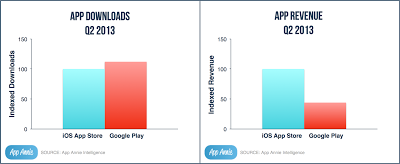 APP DOWNLOADS
Q2 2013
Indexed Downloads
150
100
50
0
iOS App Store Google Play
App Annie SOURCE: App Annie Intelligence
APP REVENUE
Q2 2013
Indexed Revenue
150
100
50
0
iOS App Store Google Play
App Annie SOURCE: App Annie Intelligence